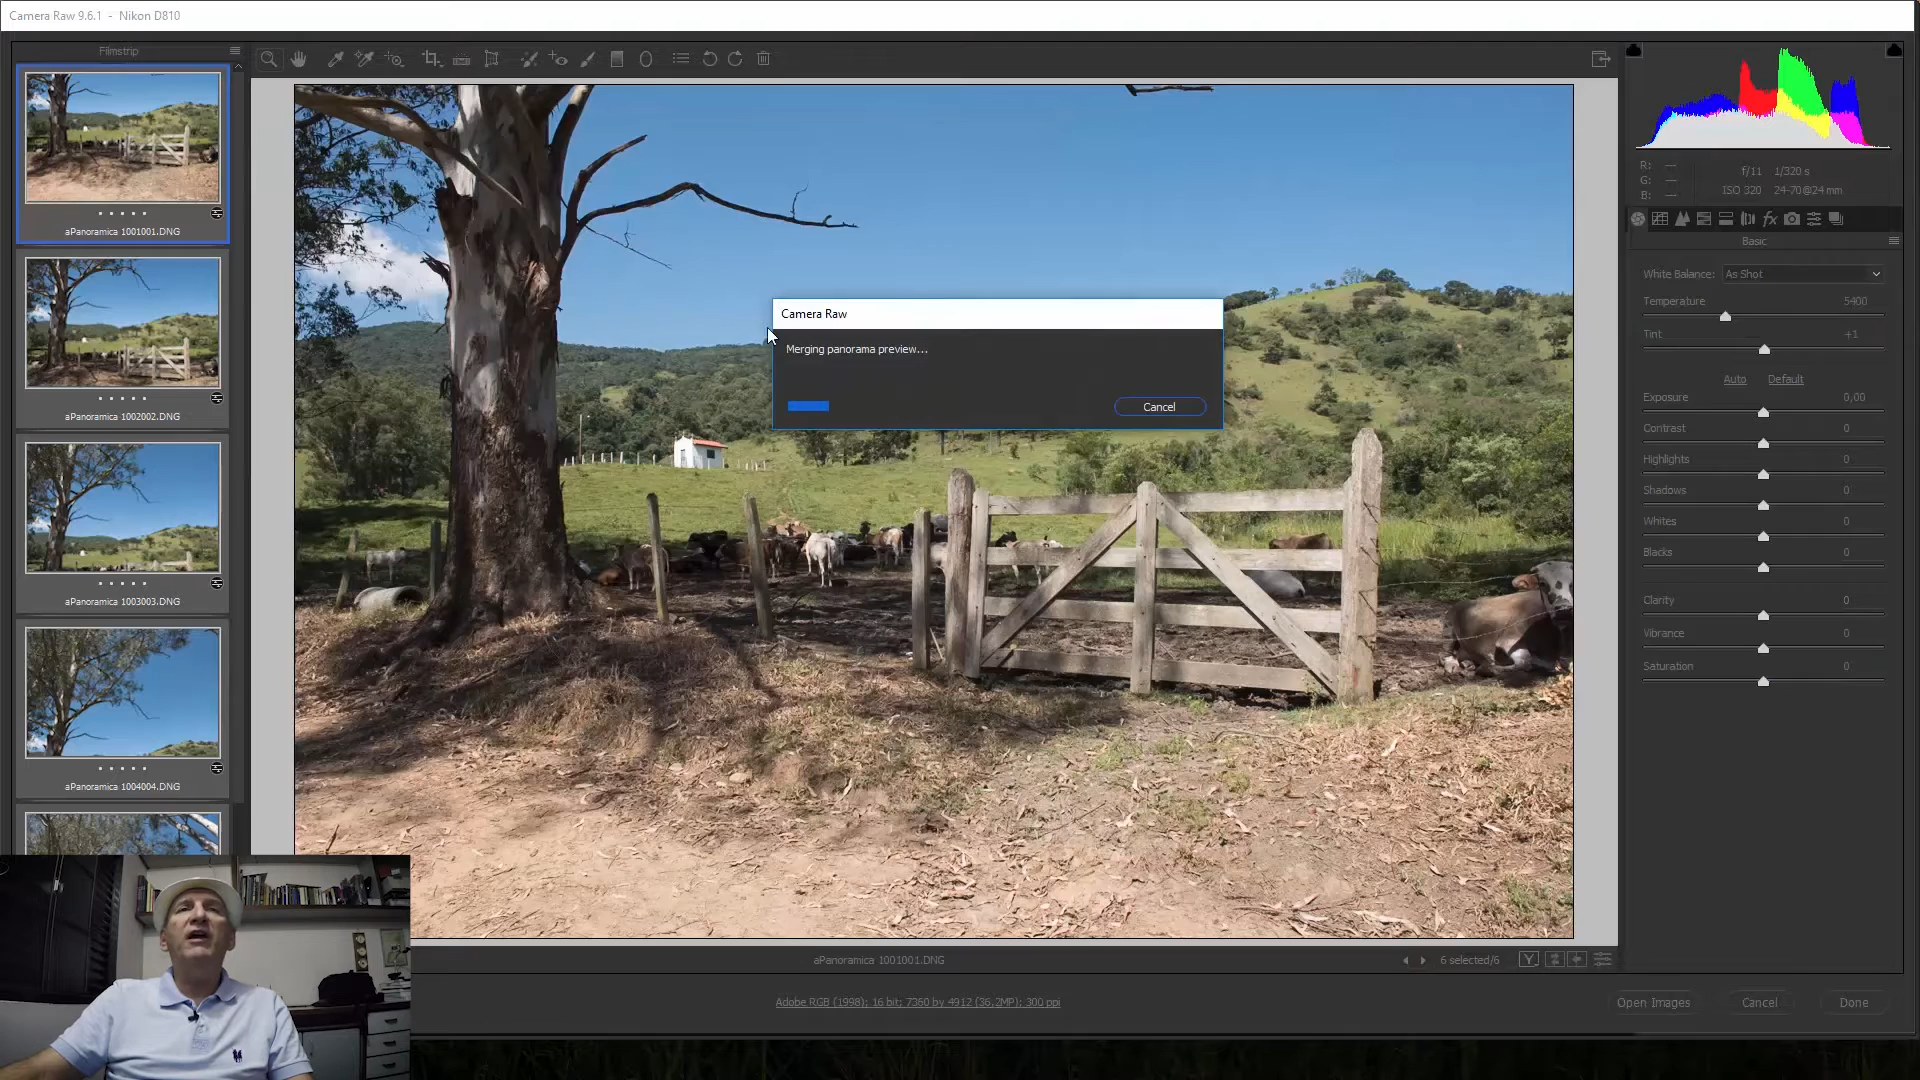 Camera Raw 9.6.1 - Nikon D810
Filmstrip
aPanoramica 1001001.DNG
aPanoramica 1002002.DNG
aPanoramica 1003003.DNG
aPanoramica 1004004.DNG
Camera Raw
Merging panorama preview...
Cancel
aPanoramica 1001001.DNG
6 selected/6
Y
Adobe RGB (1998); 16 bit; 7360 by 4912 (36,2MP); 300 ppi
R: ---
G: ---
B: ---
f/11 1/320 s
ISO 320 24-70@24 mm
fx
Basic
White Balance: As Shot
Temperature 5400
Tint +1
Auto Default
Exposure 0,00
Contrast 0
Highlights 0
Shadows 0
Whites 0
Blacks 0
Clarity 0
Vibrance 0
Saturation 0
Open Images
Cancel
Done